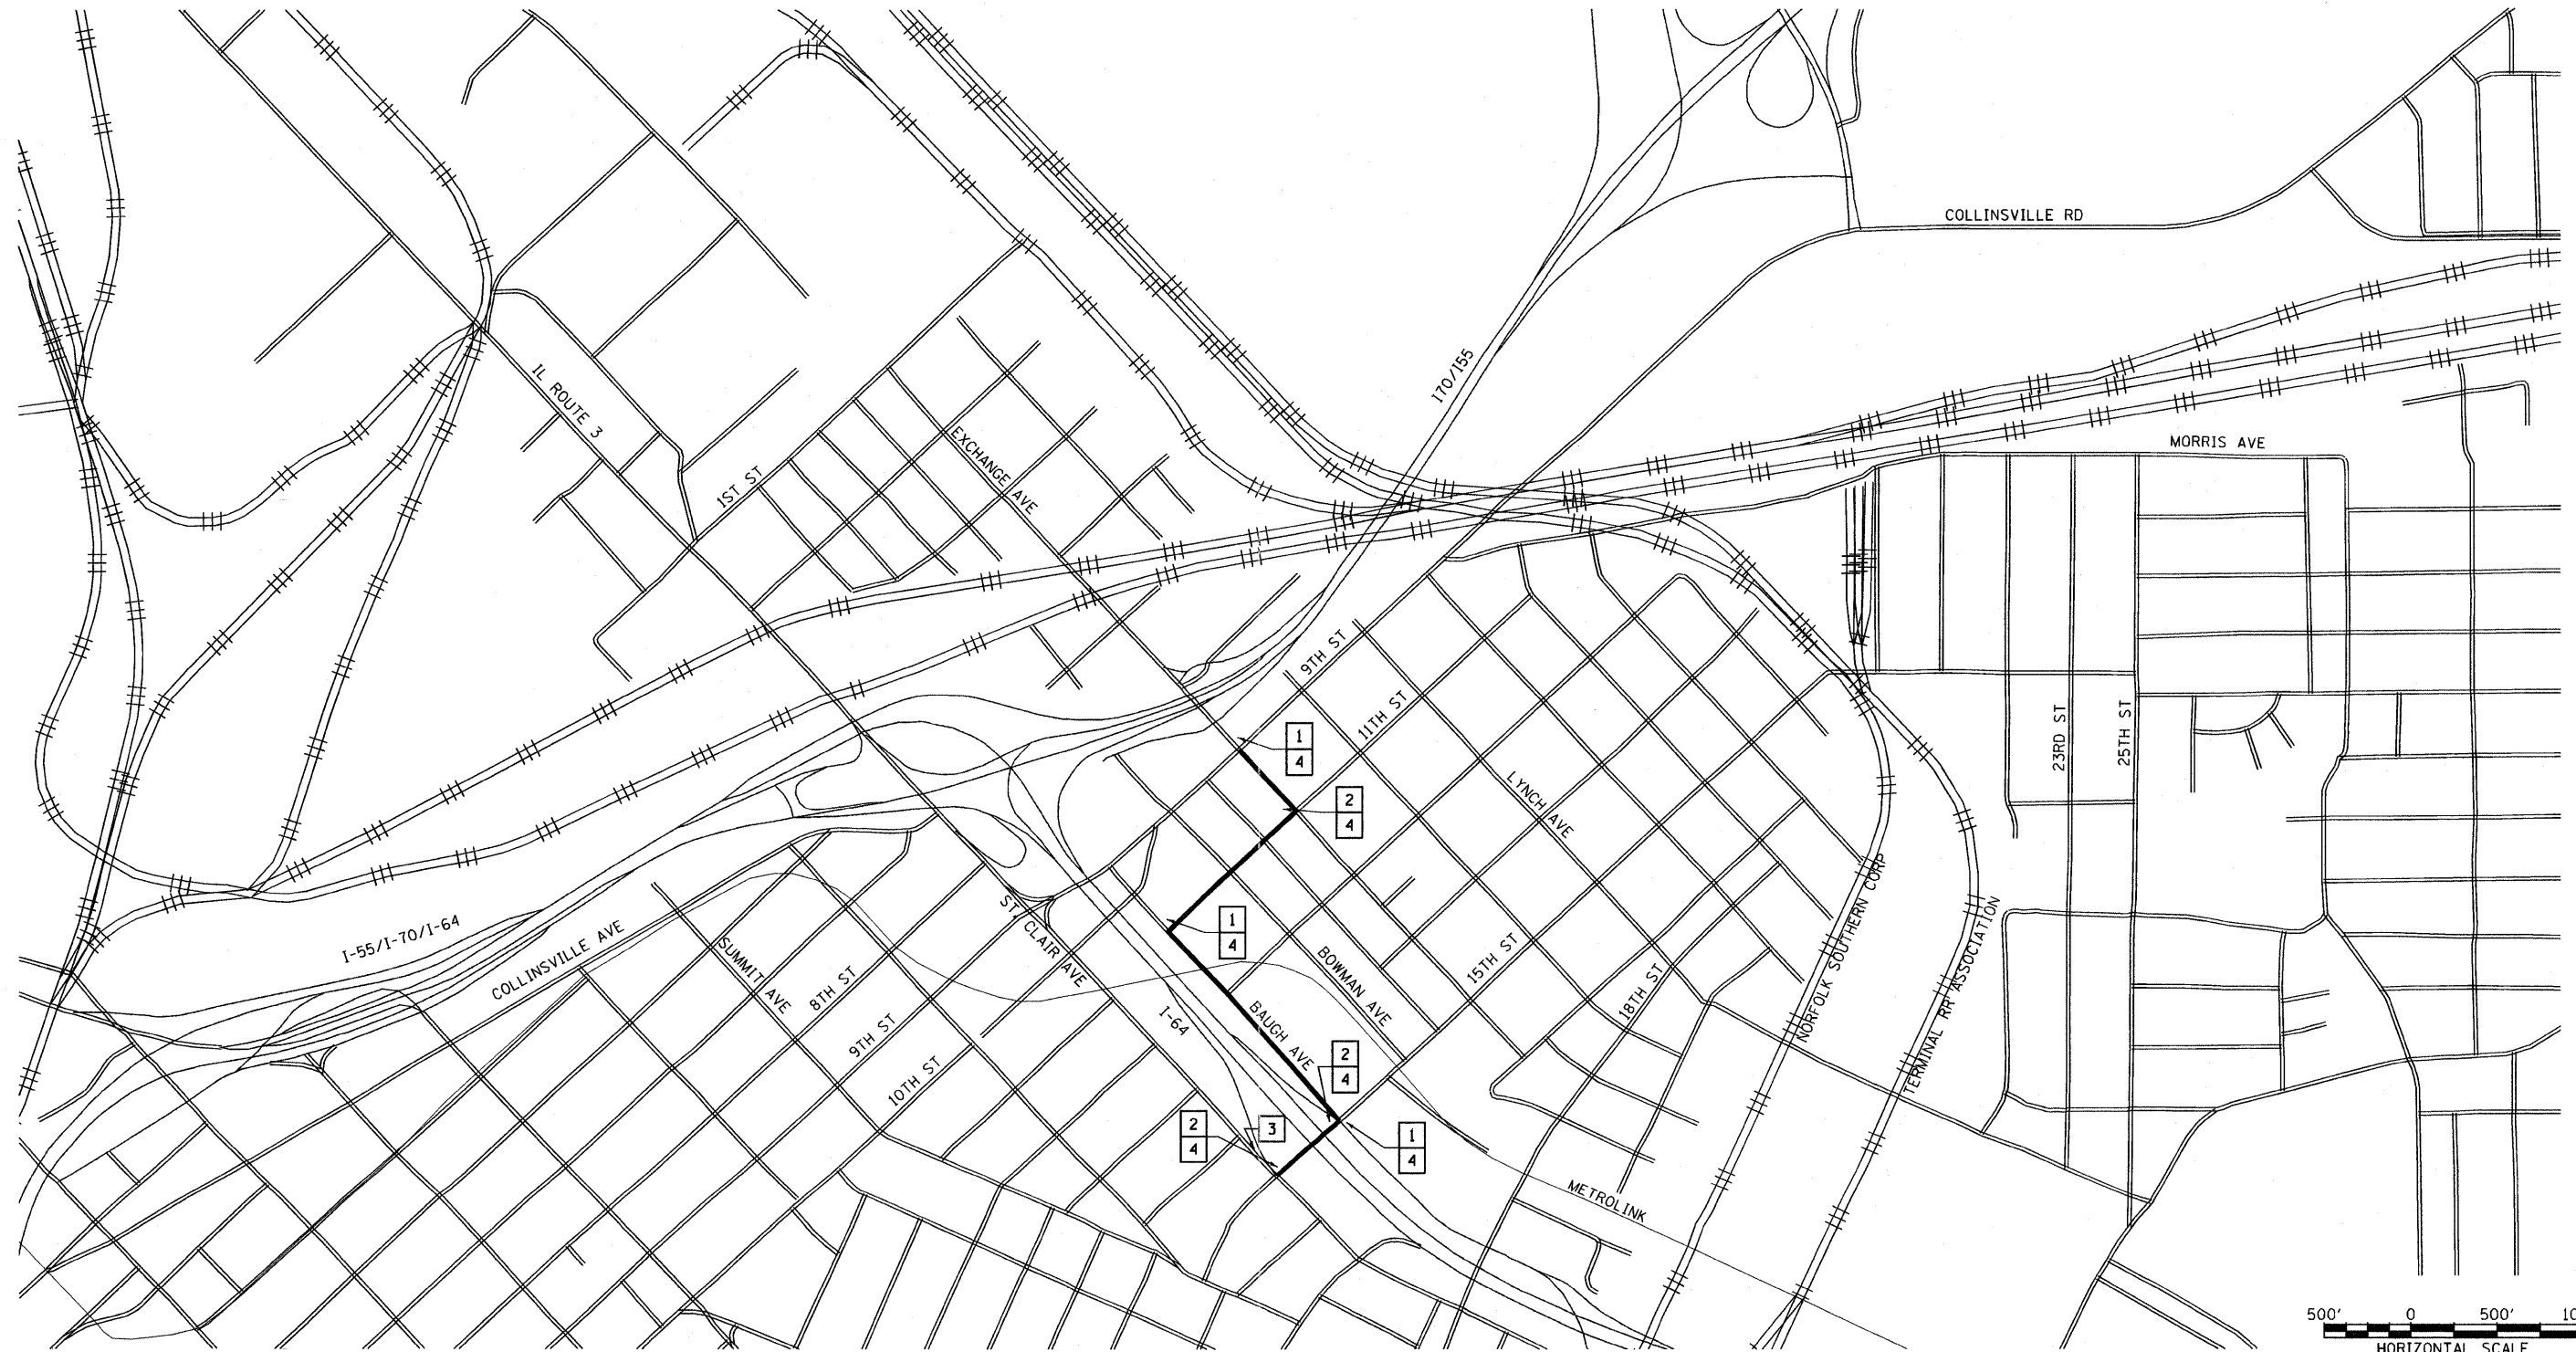 COLLINSVILLE RD
I70/I55
IL ROUTE 3
EXCHANGE AVE
MORRIS AVE
1ST ST
9TH ST
11TH ST
23RD ST
25TH ST
1
4
2
4
LYNCH AVE
1
4
I-55/I-70/I-64
COLLINSVILLE AVE
SUMMIT AVE
8TH ST
9TH ST
10TH ST
ST CLAIR AVE
I-64
BAUGH AVE
BOWMAN AVE
15TH ST
18TH ST
NORFOLK SOUTHERN CORP
TERMINAL RR ASSOCIATION
2
4
2
4
3
1
4
METROLINK
500' 0 500' 10
HORIZONTAL SCALE